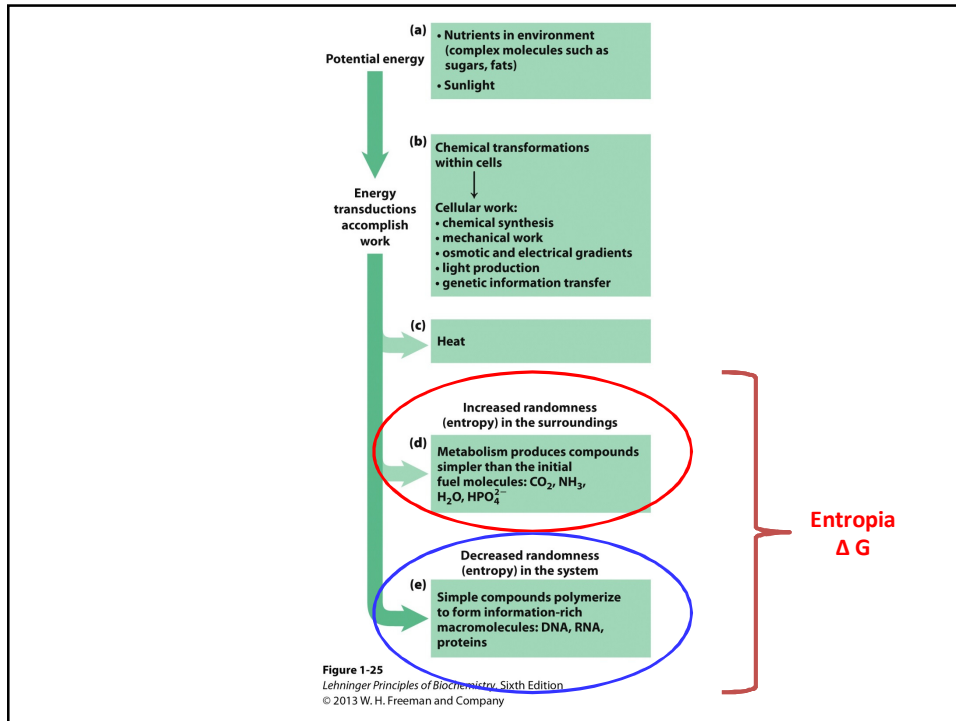 (a)
• Nutrients in environment
(complex molecules such as
sugars, fats)
• Sunlight
Potential energy
(b)
Chemical transformations
within cells
Energy
transductions
accomplish
work
Cellular work:
• chemical synthesis
• mechanical work
• osmotic and electrical gradients
• light production
• genetic information transfer
(c)
Heat
Increased randomness
(entropy) in the surroundings
(d)
Metabolism produces compounds
simpler than the initial
fuel molecules: CO₂, NH₃,
H₂O, HPO₄²⁻
Entropia
Δ G
Decreased randomness
(entropy) in the system
(e)
Simple compounds polymerize
to form information-rich
macromolecules: DNA, RNA,
proteins
Figure 1-25
Lehninger Principles of Biochemistry, Sixth Edition
© 2013 W. H. Freeman and Company